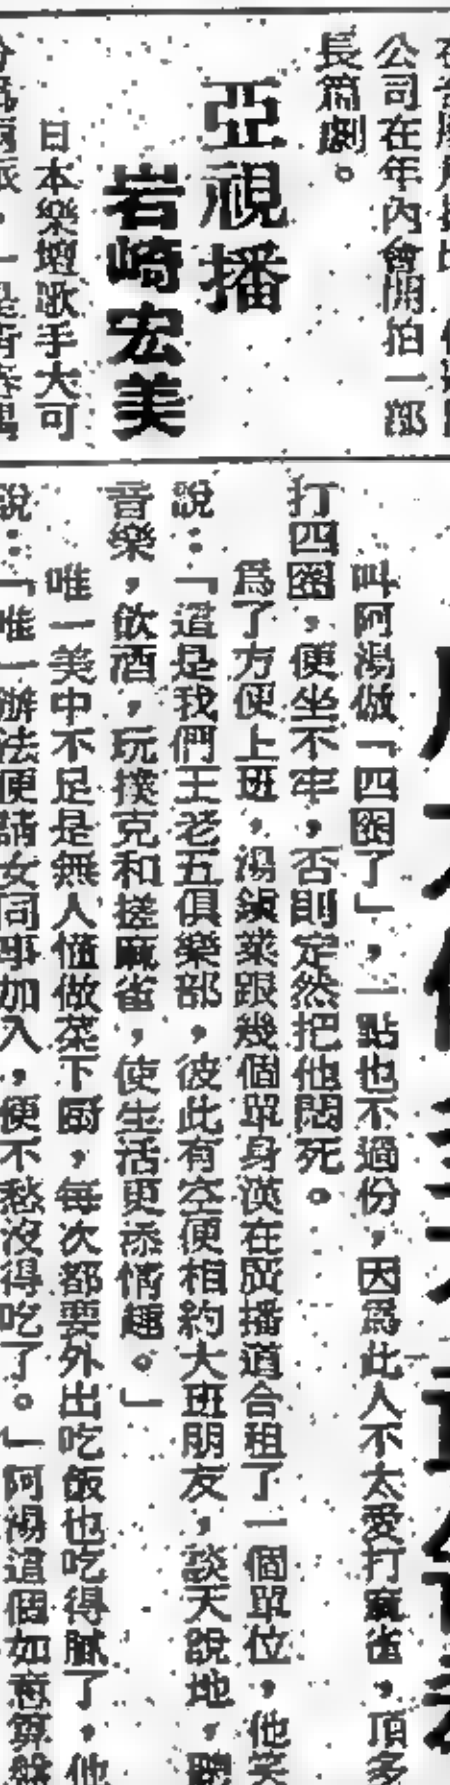 公司在年內會開拍一部
長篇劇。
亞視播
岩崎宏美
日本樂壇歌手大可
叫阿湯做「四圈了」，一點也不過份，因爲此人不太愛打麻雀，頂多
打四圈，便坐不牢，否則定然把他悶死。
爲了方便上班，湯鎮業跟幾個單身漢在廣播道合租了一個單位，他笑
說：「這是我們王老五俱樂部，彼此有空便相約大班朋友，談天說地，聽
音樂，飲酒，玩撲克和搓麻雀，使生活更添情趣。」
唯一美中不足是無人懂做菜下厨，每次都要外出吃飯也吃得膩了，他
說：「唯一辦法便請女同事加入，便不愁沒得吃了。」阿湯這個如意算盤